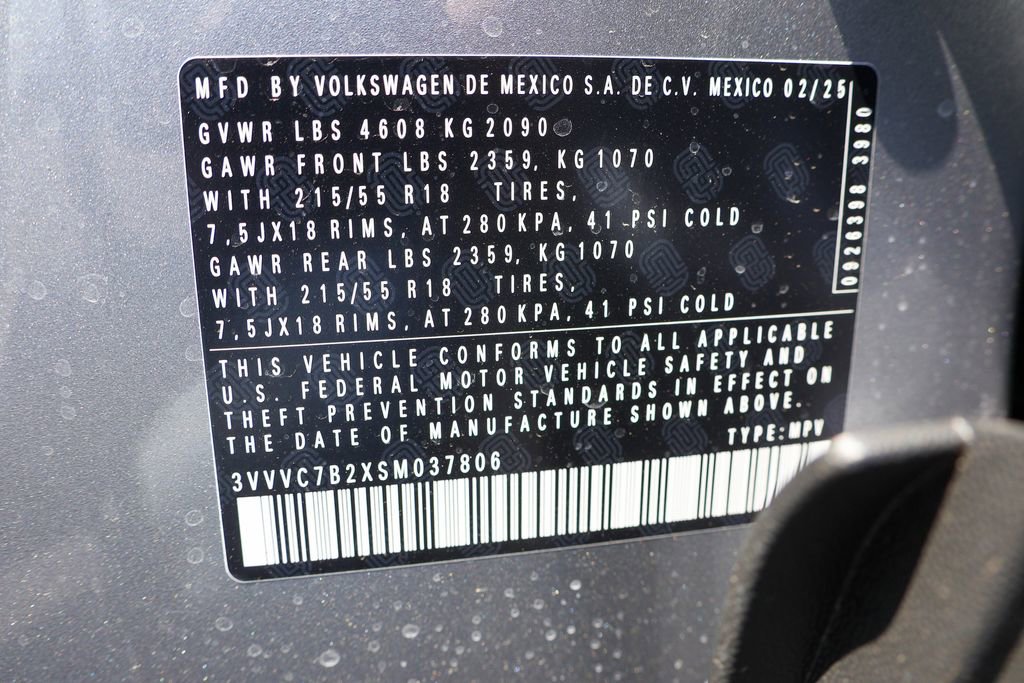 MFD BY VOLKSWAGEN DE MEXICO S.A. DE C.V. MEXICO 02/25
GVWR LBS 4608 KG 2090
GAWR FRONT LBS 2359, KG 1070
WITH 215/55 R18 TIRES,
7,5JX18 RIMS, AT 280 KPA, 41 PSI COLD
GAWR REAR LBS 2359, KG 1070
WITH 215/55 R18 TIRES,
7,5JX18 RIMS, AT 280 KPA, 41 PSI COLD
THIS VEHICLE CONFORMS TO ALL APPLICABLE
U.S. FEDERAL MOTOR VEHICLE SAFETY AND
THEFT PREVENTION STANDARDS IN EFFECT ON
THE DATE OF MANUFACTURE SHOWN ABOVE.
TYPE:MPV
3VVVC7B2XSM037806
0926398 3980